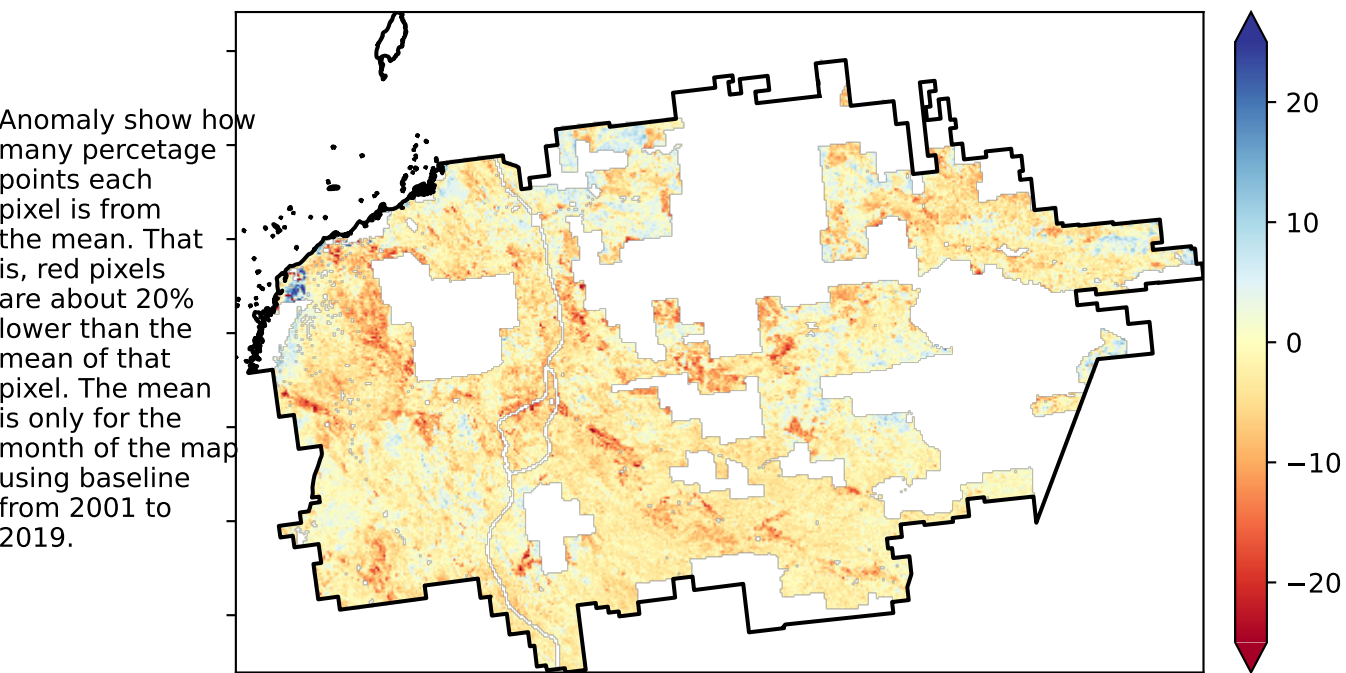 Anomaly show how
many percetage
points each
pixel is from
the mean. That
is, red pixels
are about 20%
lower than the
mean of that
pixel. The mean
is only for the
month of the map
using baseline
from 2001 to
2019.
20
10
0
−10
−20